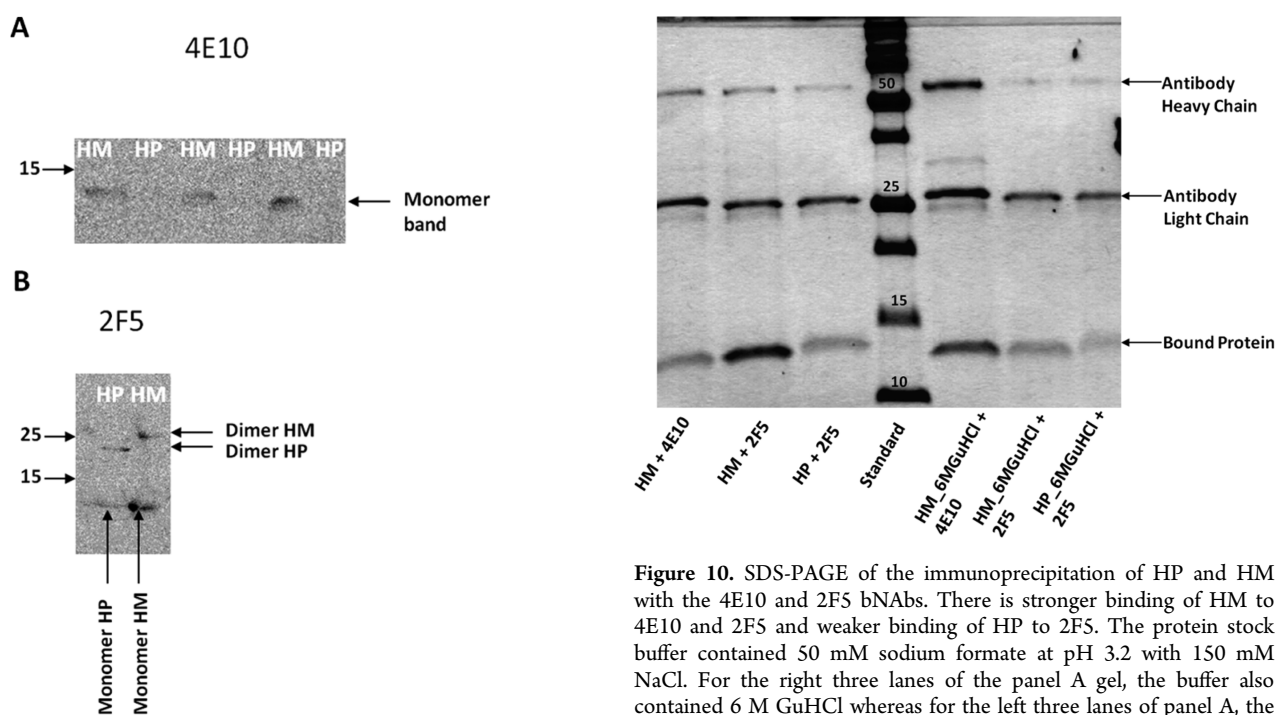 A
4E10
HM HP HM HP HM HP
15
Monomer
band
B
2F5
HP HM
25
15
Dimer HM
Dimer HP
Monomer HP
Monomer HM
50
25
15
10
Antibody
Heavy Chain
Antibody
Light Chain
Bound Protein
HM + 4E10
HM + 2F5
HP + 2F5
Standard
HM_6MGuHCl +
4E10
HM_6MGuHCl +
2F5
HP_6MGuHCl +
2F5
Figure 10. SDS-PAGE of the immunoprecipitation of HP and HM
with the 4E10 and 2F5 bNAbs. There is stronger binding of HM to
4E10 and 2F5 and weaker binding of HP to 2F5. The protein stock
buffer contained 50 mM sodium formate at pH 3.2 with 150 mM
NaCl. For the right three lanes of the panel A gel, the buffer also
contained 6 M GuHCl whereas for the left three lanes of panel A, the